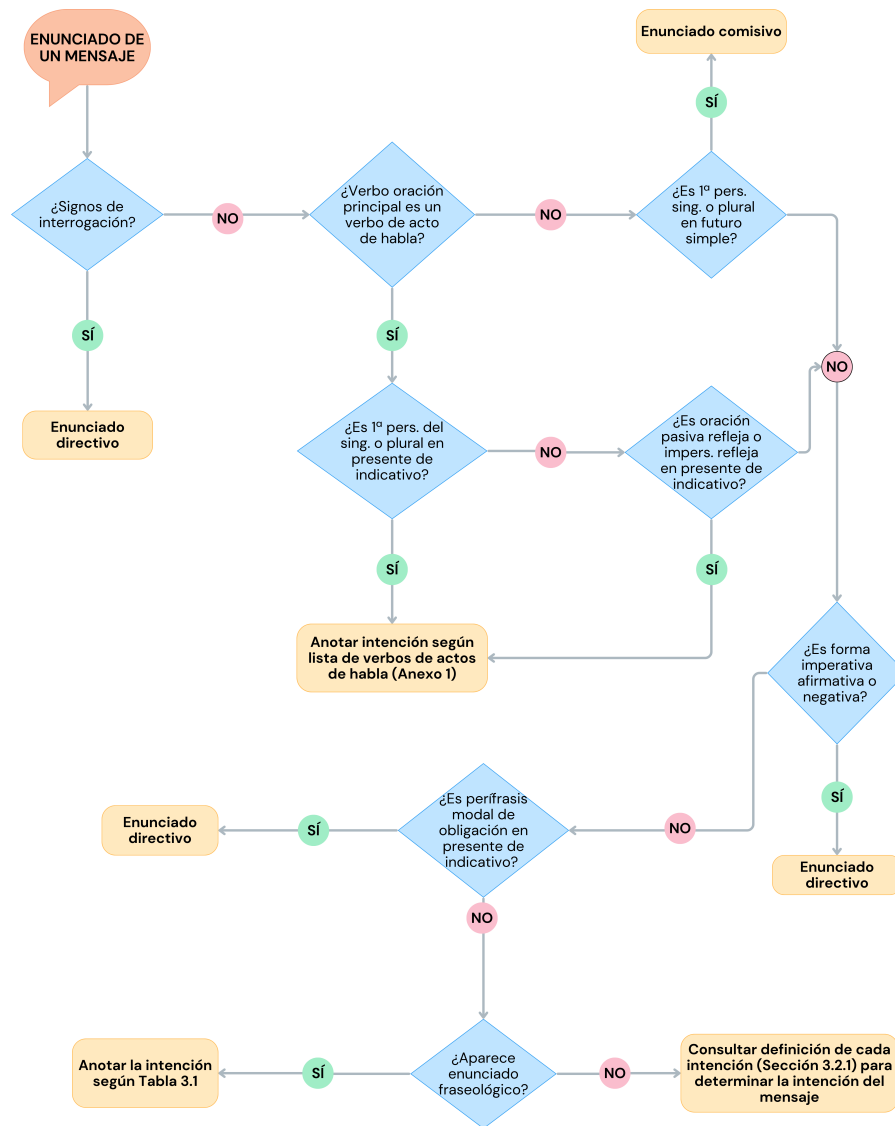 ENUNCIADO DE
UN MENSAJE
Enunciado comisivo
SÍ
¿Signos de
interrogación?
NO
¿Verbo oración
principal es un
verbo de acto
de habla?
NO
¿Es 1ª pers.
sing. o plural
en futuro
simple?
SÍ
SÍ
NO
Enunciado
directivo
¿Es 1ª pers. del
sing. o plural en
presente de
indicativo?
NO
¿Es oración
pasiva refleja o
impers. refleja
en presente de
indicativo?
SÍ
SÍ
Anotar intención según
lista de verbos de actos
de habla (Anexo 1)
¿Es forma
imperativa
afirmativa o
negativa?
SÍ
Enunciado
directivo
NO
¿Es perífrasis
modal de
obligación en
presente de
indicativo?
SÍ
Enunciado
directivo
NO
¿Aparece
enunciado
fraseológico?
SÍ
Anotar la intención
según Tabla 3.1
NO
Consultar definición de cada
intención (Sección 3.2.1) para
determinar la intención del
mensaje